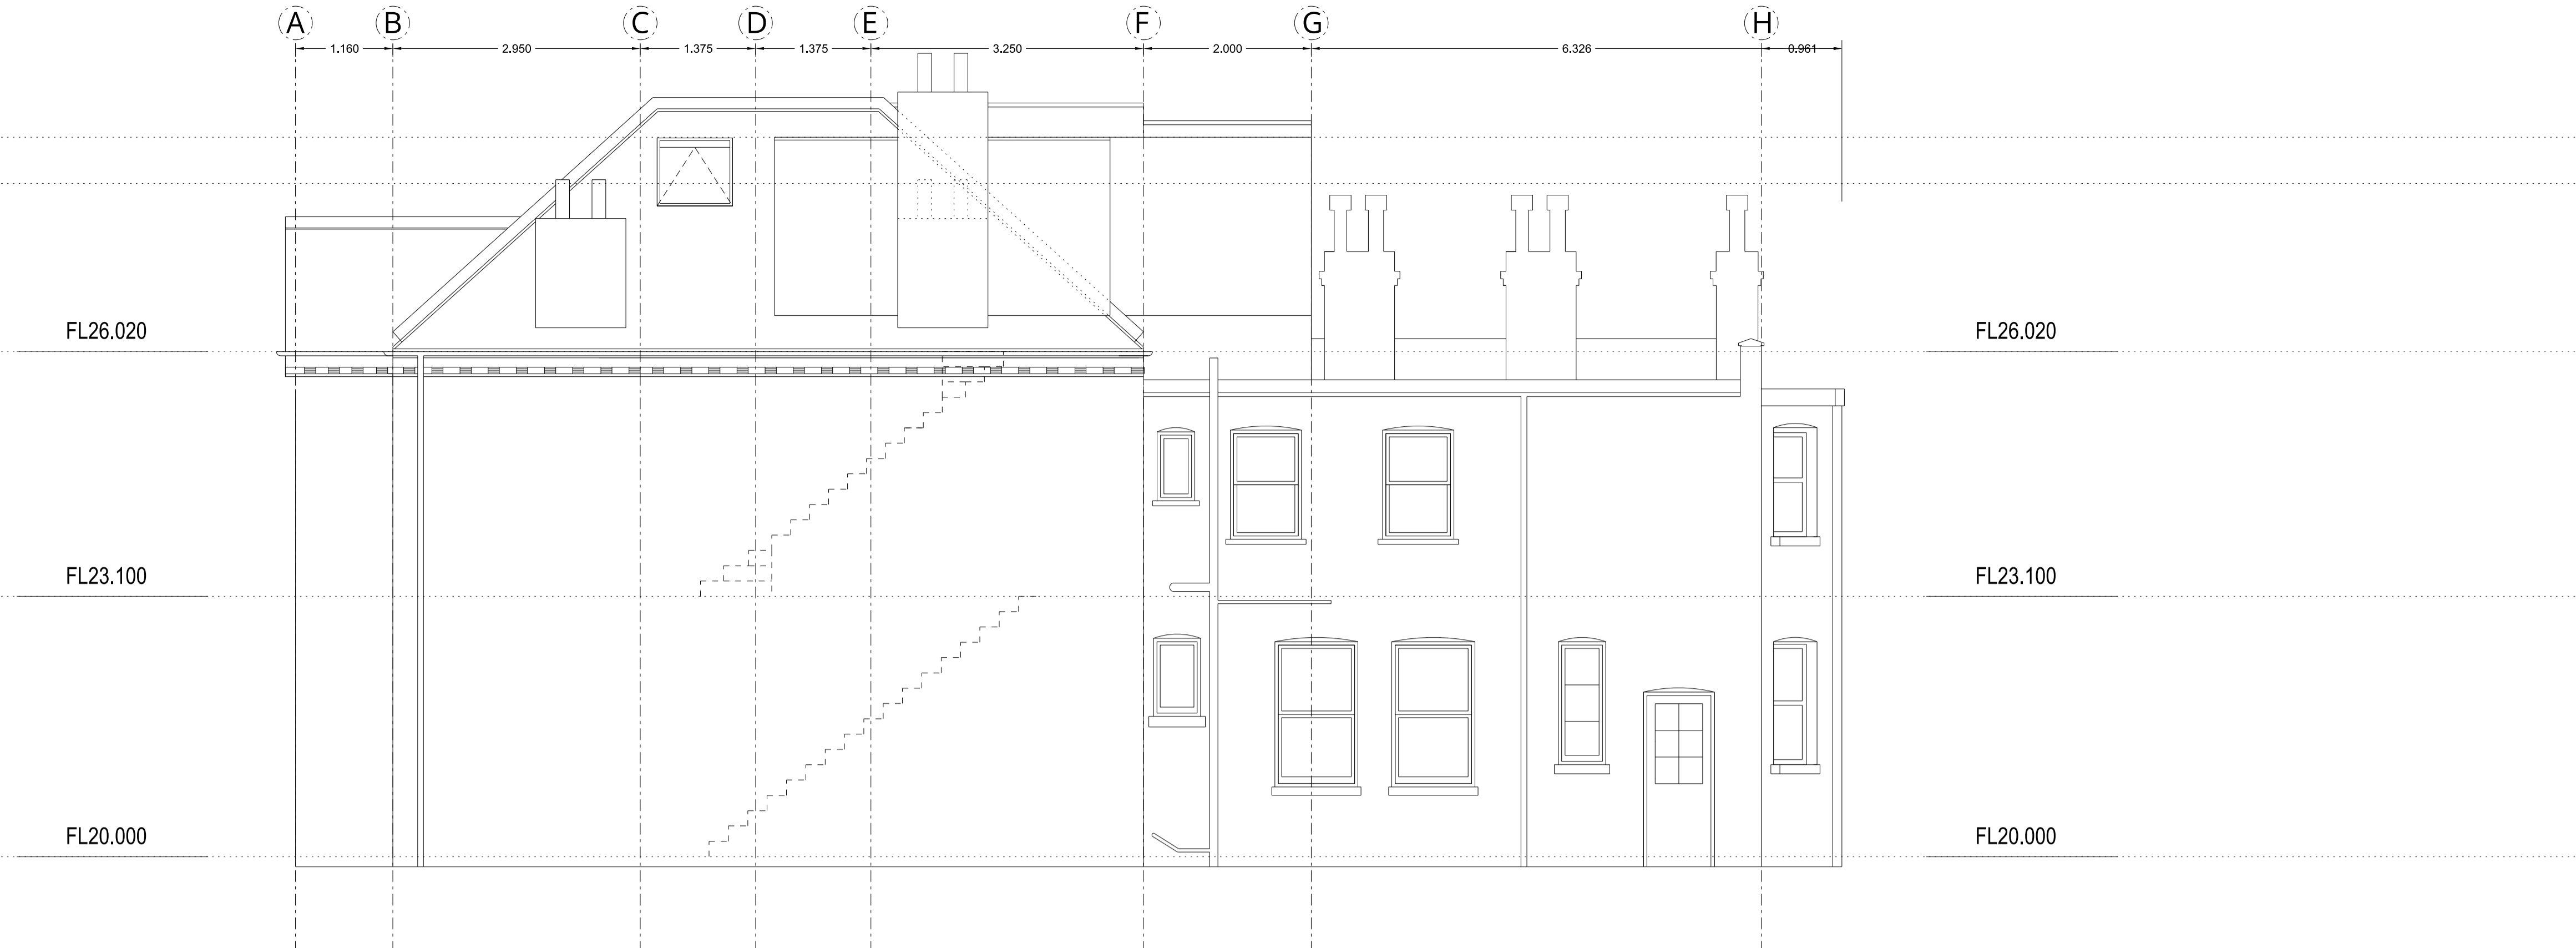 A B C D E F G H
1.160 2.950 1.375 1.375 3.250 2.000 6.326 0.961
FL26.020 FL26.020
FL23.100 FL23.100
FL20.000 FL20.000